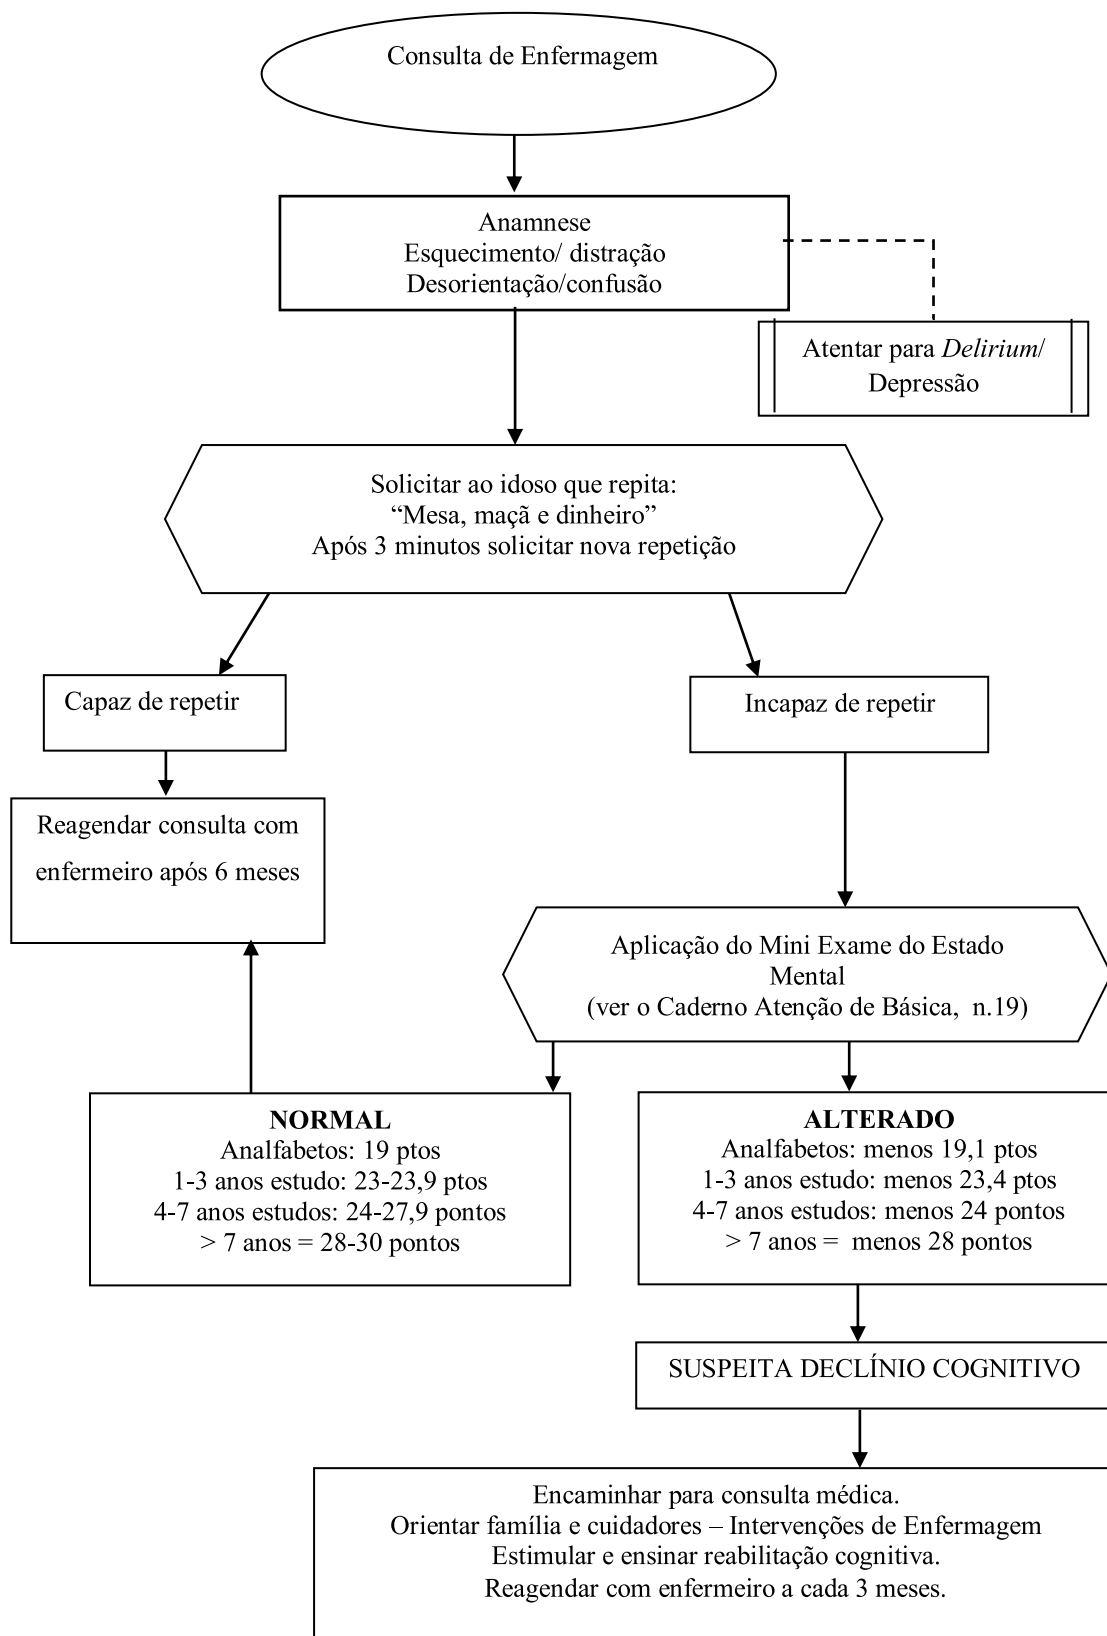 Consulta de Enfermagem
Anamnese
Esquecimento/ distração
Desorientação/confusão
Atentar para Delirium/
Depressão
Solicitar ao idoso que repita:
“Mesa, maçã e dinheiro”
Após 3 minutos solicitar nova repetição
Capaz de repetir
Incapaz de repetir
Reagendar consulta com
enfermeiro após 6 meses
Aplicação do Mini Exame do Estado
Mental
(ver o Caderno Atenção de Básica, n.19)
NORMAL
Analfabetos: 19 ptos
1-3 anos estudo: 23-23,9 ptos
4-7 anos estudos: 24-27,9 pontos
> 7 anos = 28-30 pontos
ALTERADO
Analfabetos: menos 19,1 ptos
1-3 anos estudo: menos 23,4 ptos
4-7 anos estudos: menos 24 pontos
> 7 anos = menos 28 pontos
SUSPEITA DECLÍNIO COGNITIVO
Encaminhar para consulta médica.
Orientar família e cuidadores – Intervenções de Enfermagem
Estimular e ensinar reabilitação cognitiva.
Reagendar com enfermeiro a cada 3 meses.